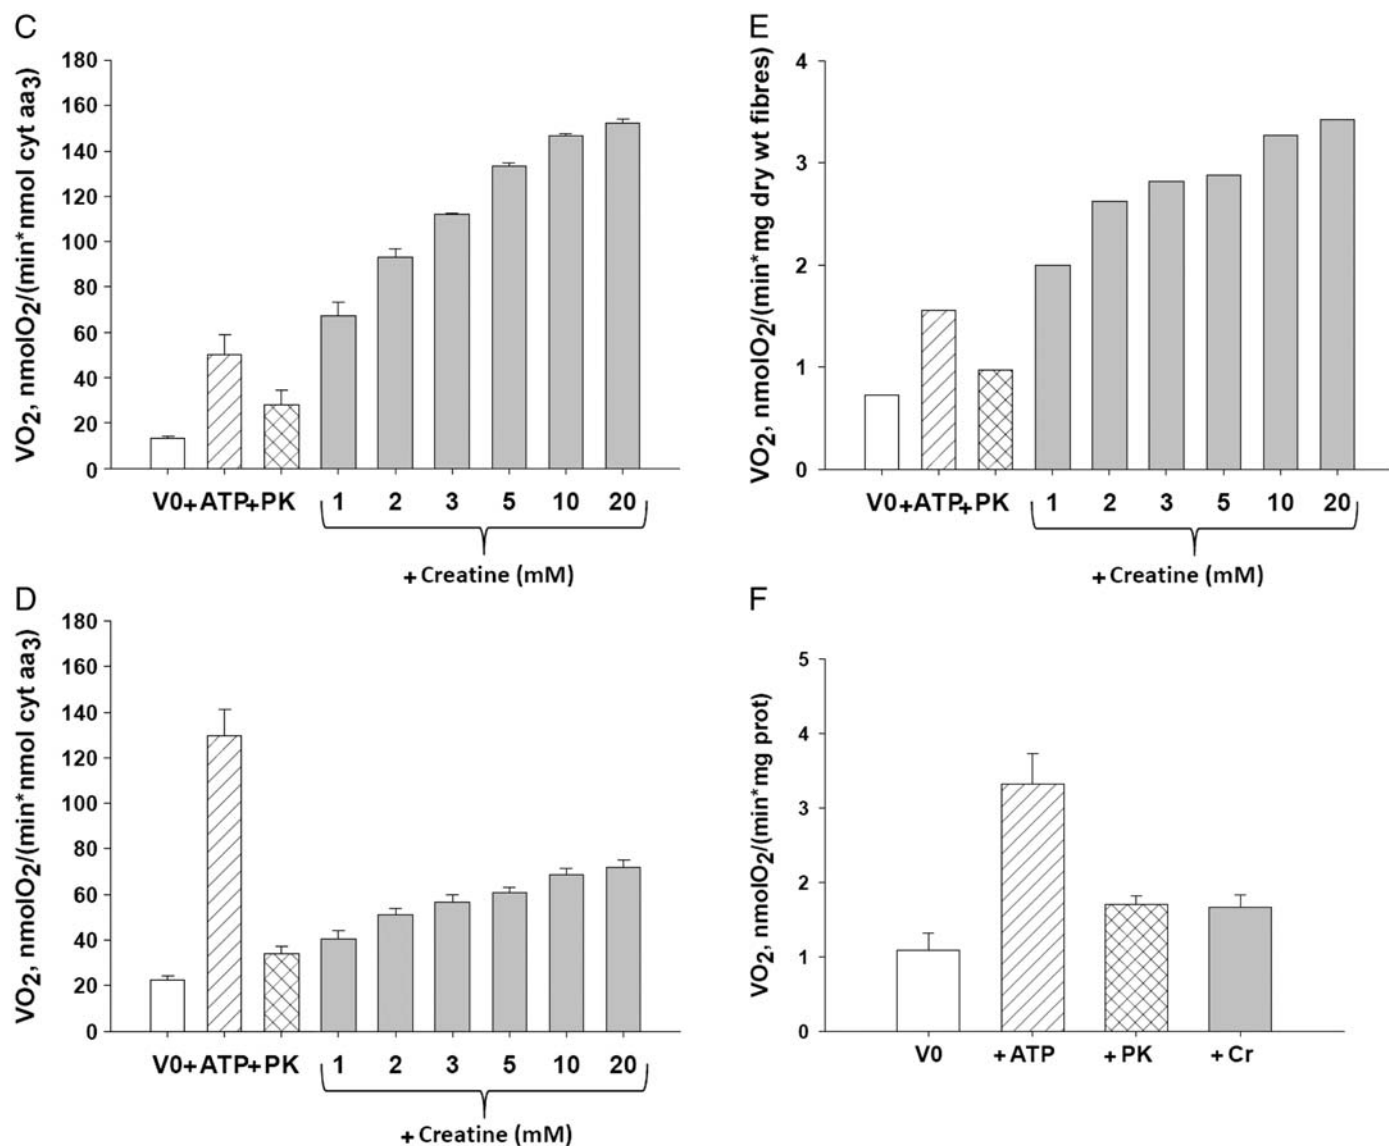 C
VO2, nmolO2/(min*nmol cyt aa3)
180
160
140
120
100
80
60
40
20
0
V0+ATP+PK 1 2 3 5 10 20
+ Creatine (mM)
E
VO2, nmolO2/(min*mg dry wt fibres)
4
3
2
1
0
V0+ATP+PK 1 2 3 5 10 20
+ Creatine (mM)
D
VO2, nmolO2/(min*nmol cyt aa3)
180
160
140
120
100
80
60
40
20
0
V0+ATP+PK 1 2 3 5 10 20
+ Creatine (mM)
F
VO2, nmolO2/(min*mg prot)
5
4
3
2
1
0
V0 +ATP +PK +Cr